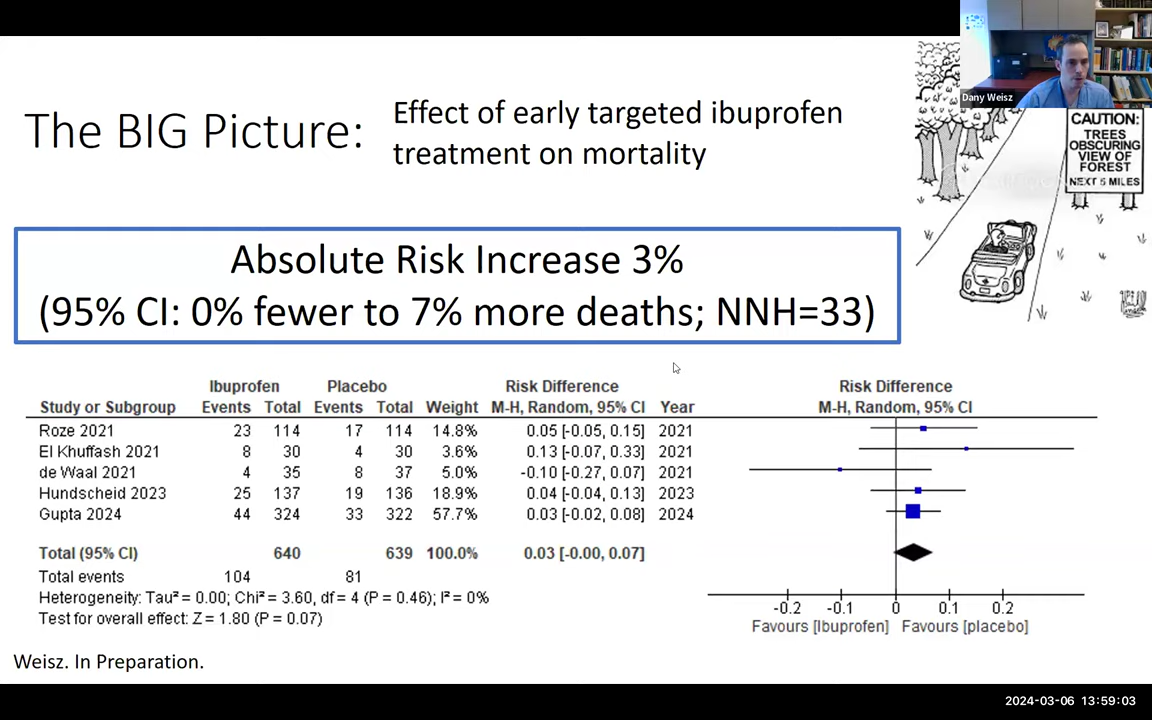 Dany Weisz
The BIG Picture:
Effect of early targeted ibuprofen
treatment on mortality
CAUTION:
TREES
OBSCURING
VIEW OF
FOREST
NEXT 5 MILES
Absolute Risk Increase 3%
(95% CI: 0% fewer to 7% more deaths; NNH=33)
Ibuprofen Placebo Risk Difference Risk Difference
Study or Subgroup Events Total Events Total Weight M-H, Random, 95% CI Year M-H, Random, 95% CI
Roze 2021 23 114 17 114 14.8% 0.05 [-0.05, 0.15] 2021
El Khuffash 2021 8 30 4 30 3.6% 0.13 [-0.07, 0.33] 2021
de Waal 2021 4 35 8 37 5.0% -0.10 [-0.27, 0.07] 2021
Hundscheid 2023 25 137 19 136 18.9% 0.04 [-0.04, 0.13] 2023
Gupta 2024 44 324 33 322 57.7% 0.03 [-0.02, 0.08] 2024
Total (95% CI) 640 639 100.0% 0.03 [-0.00, 0.07]
Total events 104 81
Heterogeneity: Tau² = 0.00; Chi² = 3.60, df = 4 (P = 0.46); I² = 0%
Test for overall effect: Z = 1.80 (P = 0.07)
-0.2 -0.1 0 0.1 0.2
Favours [Ibuprofen] Favours [placebo]
Weisz. In Preparation.
2024-03-06 13:59:03